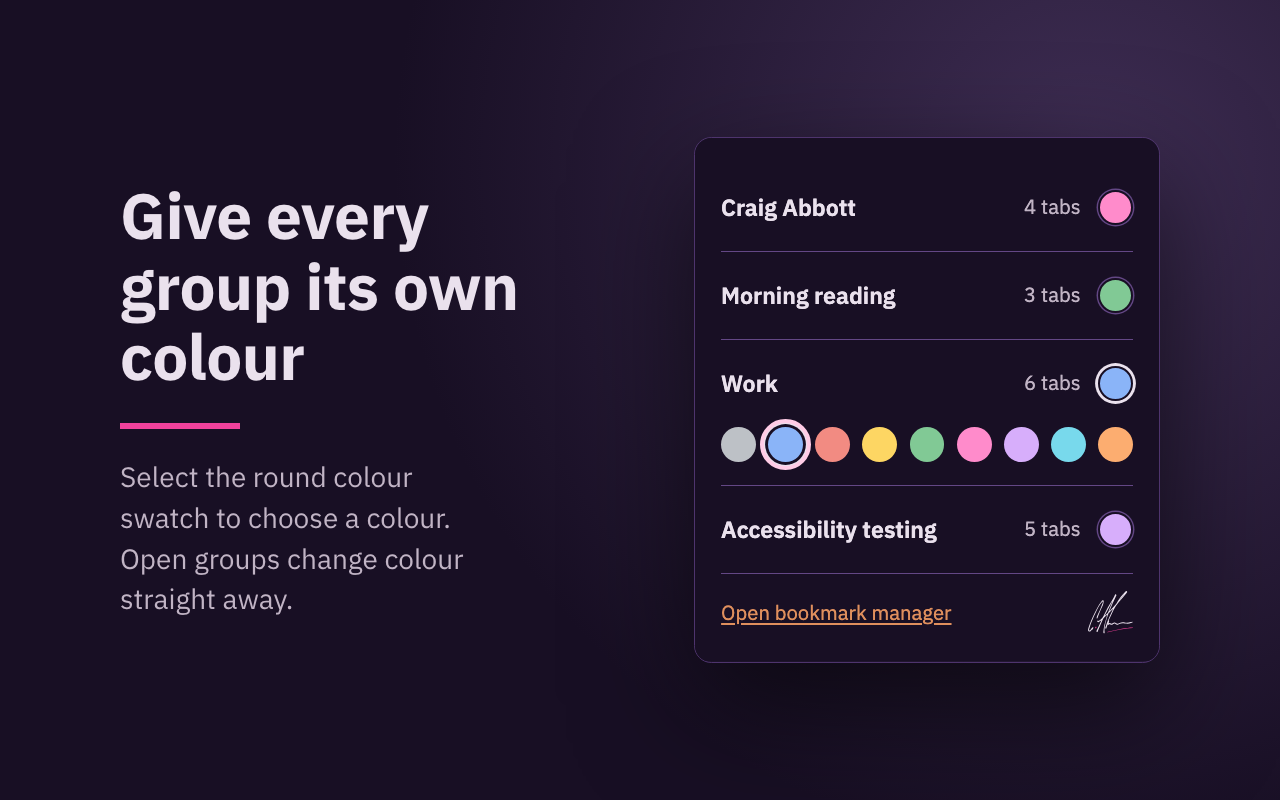 Give every
group its own
colour
Select the round colour
swatch to choose a colour.
Open groups change colour
straight away.
Craig Abbott 4 tabs
Morning reading 3 tabs
Work 6 tabs
Accessibility testing 5 tabs
Open bookmark manager